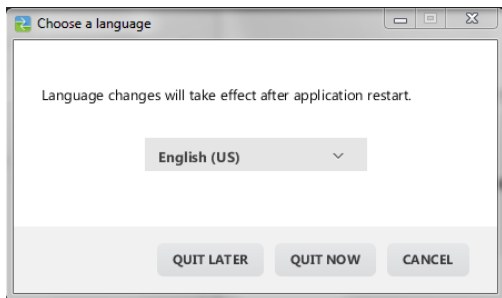 Choose a language
Language changes will take effect after application restart.
English (US)
QUIT LATER QUIT NOW CANCEL